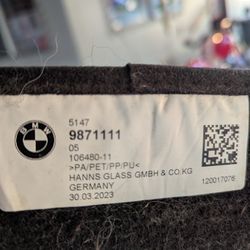 BMW
5147
9871111
05
106480-11
>PA/PET/PP/PU<
HANNS GLASS GMBH & CO.KG
GERMANY
30.03.2023
120017076